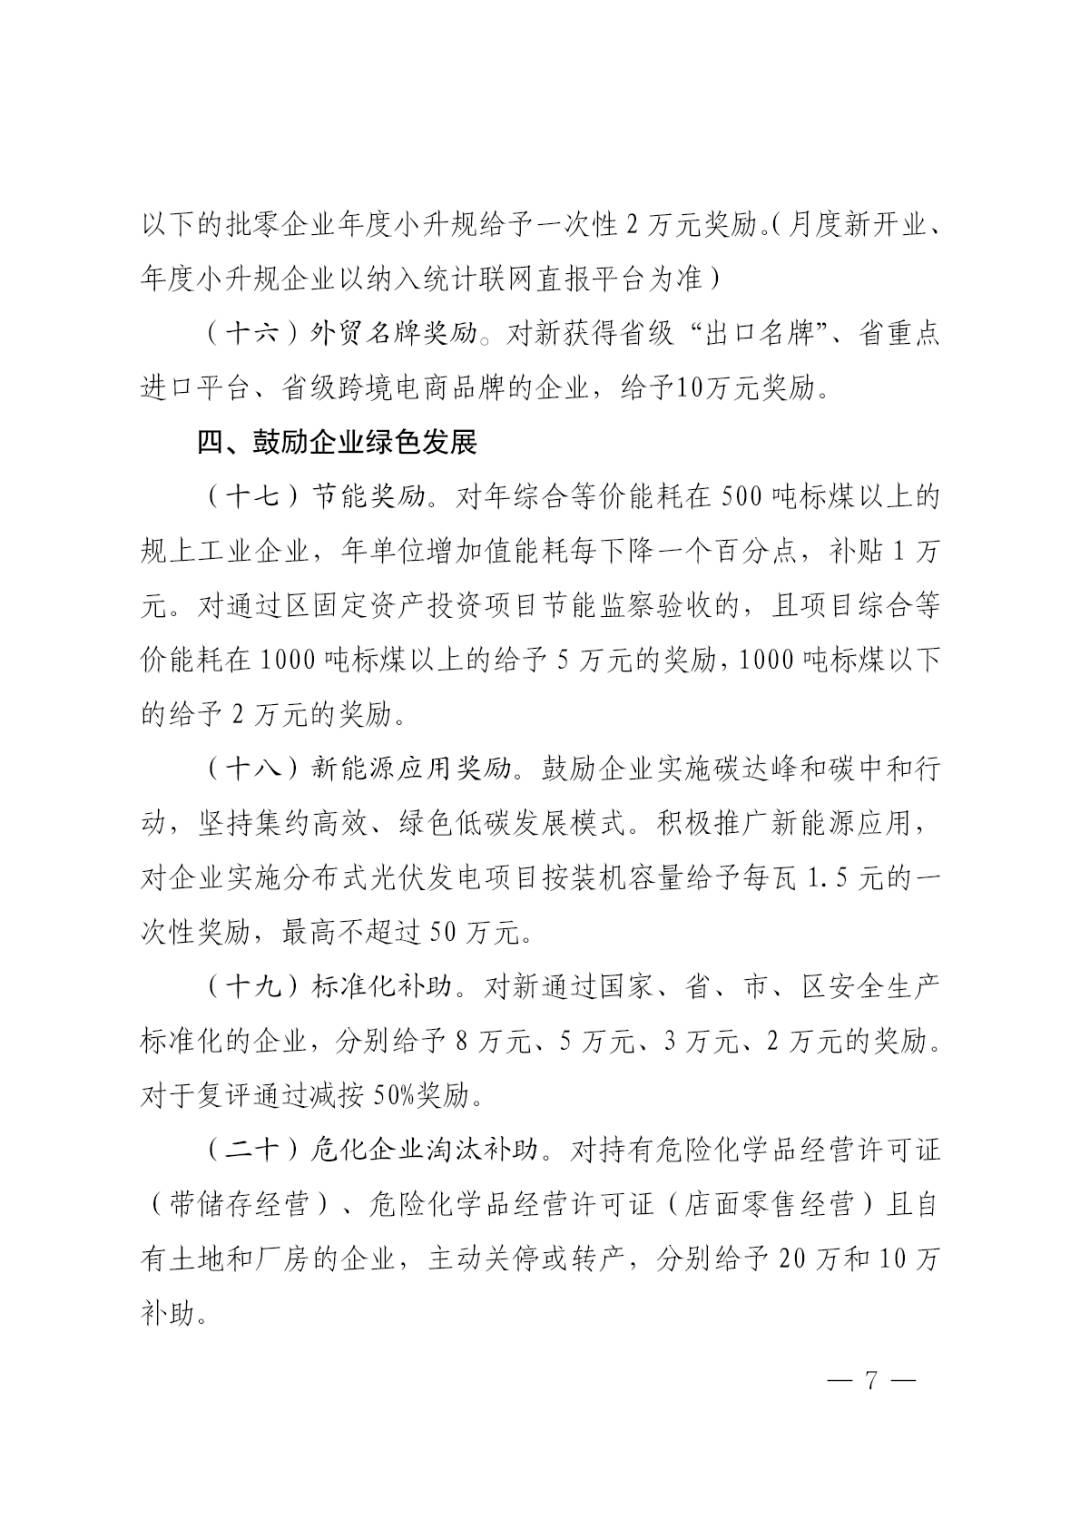 以下的批零企业年度小升规给予一次性 2 万元奖励。（月度新开业、
年度小升规企业以纳入统计联网直报平台为准）
（十六）外贸名牌奖励。对新获得省级“出口名牌”、省重点
进口平台、省级跨境电商品牌的企业，给予10万元奖励。
四、鼓励企业绿色发展
（十七）节能奖励。对年综合等价能耗在 500 吨标煤以上的
规上工业企业，年单位增加值能耗每下降一个百分点，补贴 1 万
元。对通过区固定资产投资项目节能监察验收的，且项目综合等
价能耗在 1000 吨标煤以上的给予 5 万元的奖励，1000 吨标煤以下
的给予 2 万元的奖励。
（十八）新能源应用奖励。鼓励企业实施碳达峰和碳中和行
动，坚持集约高效、绿色低碳发展模式。积极推广新能源应用，
对企业实施分布式光伏发电项目按装机容量给予每瓦 1.5 元的一
次性奖励，最高不超过 50 万元。
（十九）标准化补助。对新通过国家、省、市、区安全生产
标准化的企业，分别给予 8 万元、5 万元、3 万元、2 万元的奖励。
对于复评通过减按 50%奖励。
（二十）危化企业淘汰补助。对持有危险化学品经营许可证
（带储存经营）、危险化学品经营许可证（店面零售经营）且自
有土地和厂房的企业，主动关停或转产，分别给予 20 万和 10 万
补助。
— 7 —